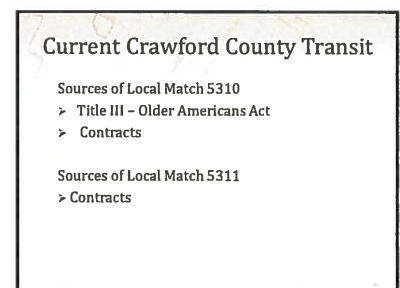 Current Crawford County Transit
Sources of Local Match 5310
➢ Title III – Older Americans Act
➢ Contracts
Sources of Local Match 5311
➢ Contracts